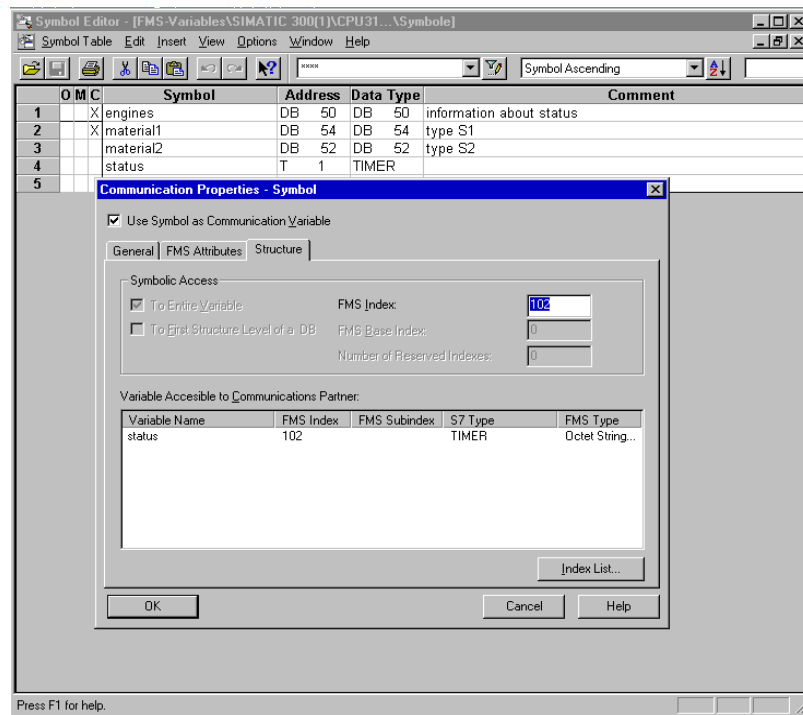 Symbol Editor - [FMS-Variables\SIMATIC 300(1)\CPU31...\Symbole]
Symbol Table Edit Insert View Options Window Help
**** Symbol Ascending
O M C Symbol Address Data Type Comment
1 X engines DB 50 DB 50 information about status
2 X material1 DB 54 DB 54 type S1
3 material2 DB 52 DB 52 type S2
4 status T 1 TIMER
5
Communication Properties - Symbol
Use Symbol as Communication Variable
General FMS Attributes Structure
Symbolic Access
To Entire Variable FMS Index: 102
To First Structure Level of a DB FMS Base Index: 0
Number of Reserved Indexes: 0
Variable Accesible to Communications Partner:
Variable Name FMS Index FMS Subindex S7 Type FMS Type
status 102 TIMER Octet String...
Index List...
OK Cancel Help
Press F1 for help.